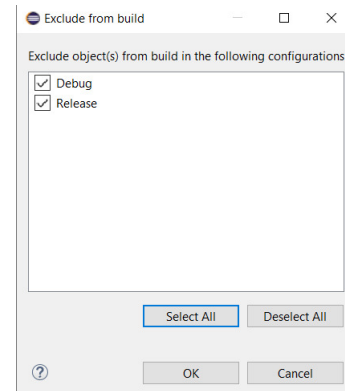 Exclude from build
Exclude object(s) from build in the following configurations
Debug
Release
Select All
Deselect All
?
OK
Cancel